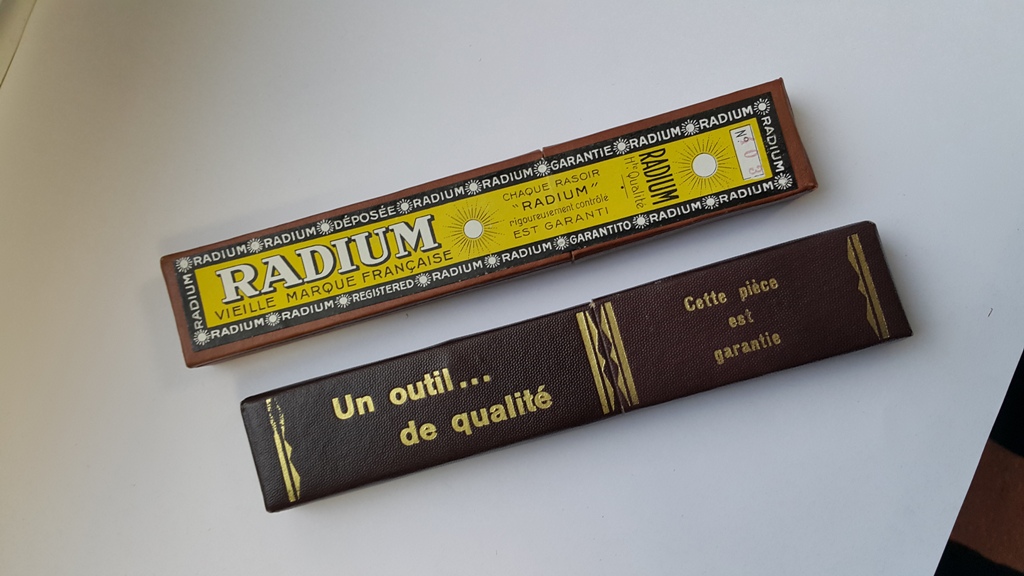 RADIUM RADIUM DÉPOSÉE RADIUM RADIUM GARANTIE RADIUM RADIUM
RADIUM
RADIUM
VIEILLE MARQUE FRANÇAISE
CHAQUE RASOIR
"RADIUM"
rigoureusement contrôlé
EST GARANTI
RADIUM
Hte Qualité
No
RADIUM
RADIUM RADIUM REGISTERED RADIUM RADIUM RADIUM GARANTITO RADIUM RADIUM
Un outil...
de qualité
Cette pièce
est
garantie